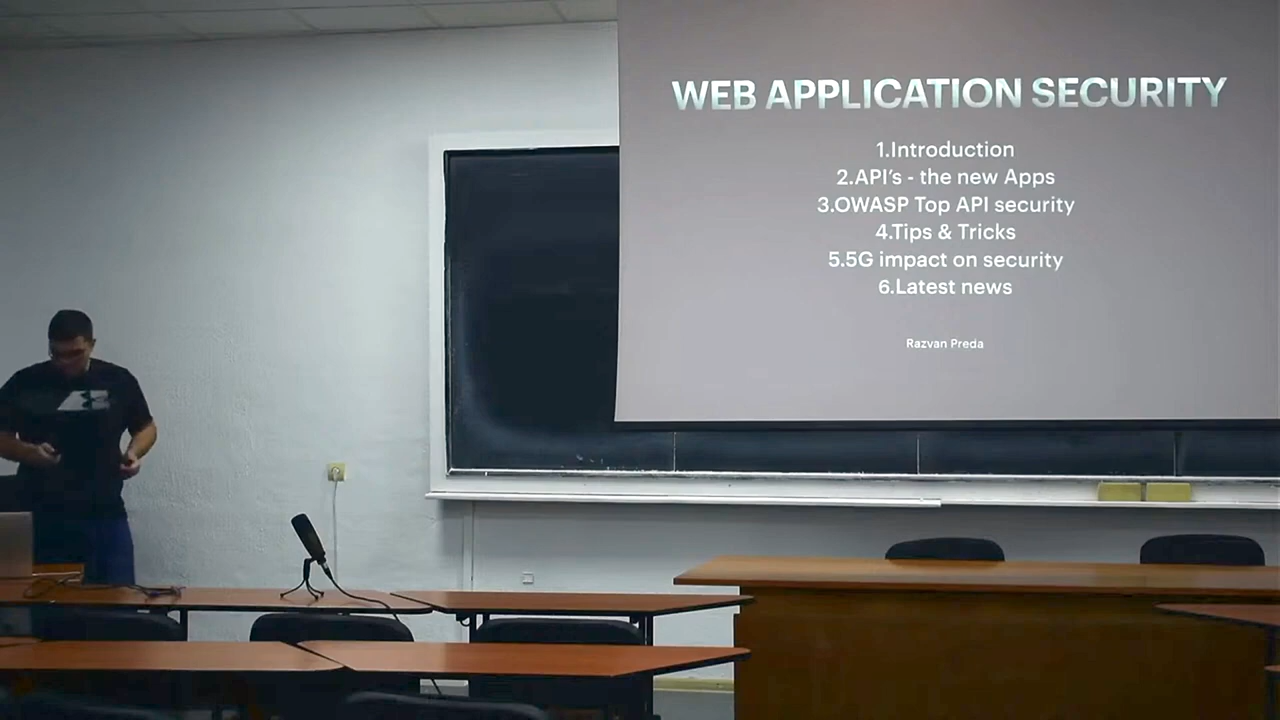 WEB APPLICATION SECURITY
1.Introduction
2.API’s - the new Apps
3.OWASP Top API security
4.Tips & Tricks
5.5G impact on security
6.Latest news
Razvan Preda